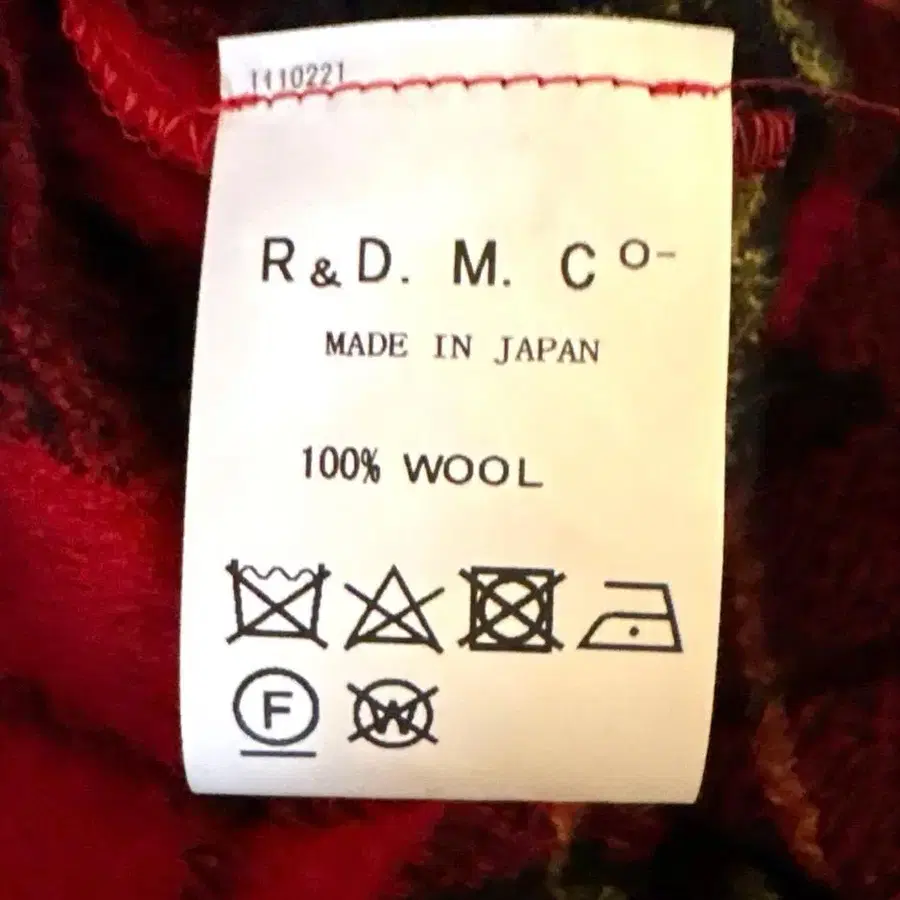 1110221
R & D. M. Co-
MADE IN JAPAN
100% WOOL
F W